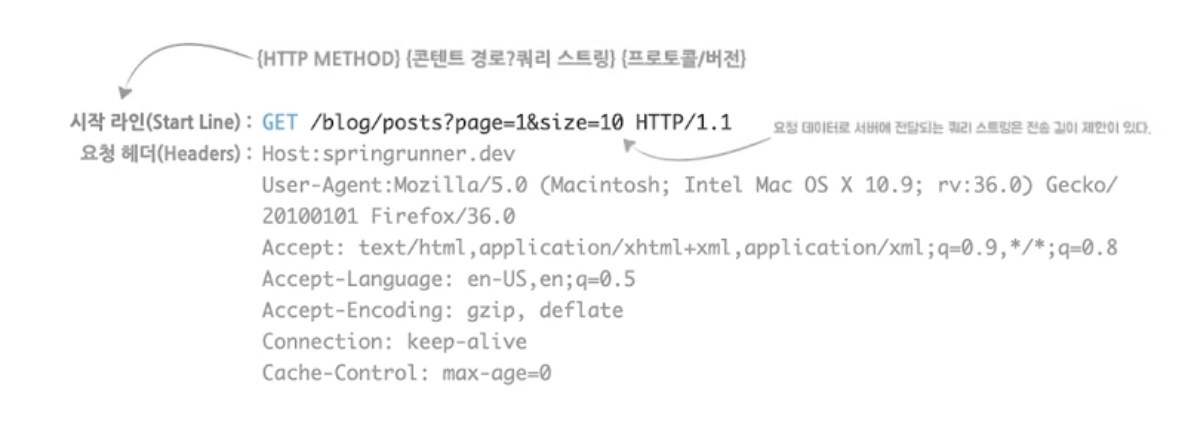 {HTTP METHOD} {콘텐트 경로?쿼리 스트링} {프로토콜/버전}
시작 라인(Start Line) : GET /blog/posts?page=1&size=10 HTTP/1.1
요청 데이터로 서버에 전달되는 쿼리 스트링은 전송 길이 제한이 있다.
요청 헤더(Headers) : Host:springrunner.dev
User-Agent:Mozilla/5.0 (Macintosh; Intel Mac OS X 10.9; rv:36.0) Gecko/
20100101 Firefox/36.0
Accept: text/html,application/xhtml+xml,application/xml;q=0.9,*/*;q=0.8
Accept-Language: en-US,en;q=0.5
Accept-Encoding: gzip, deflate
Connection: keep-alive
Cache-Control: max-age=0